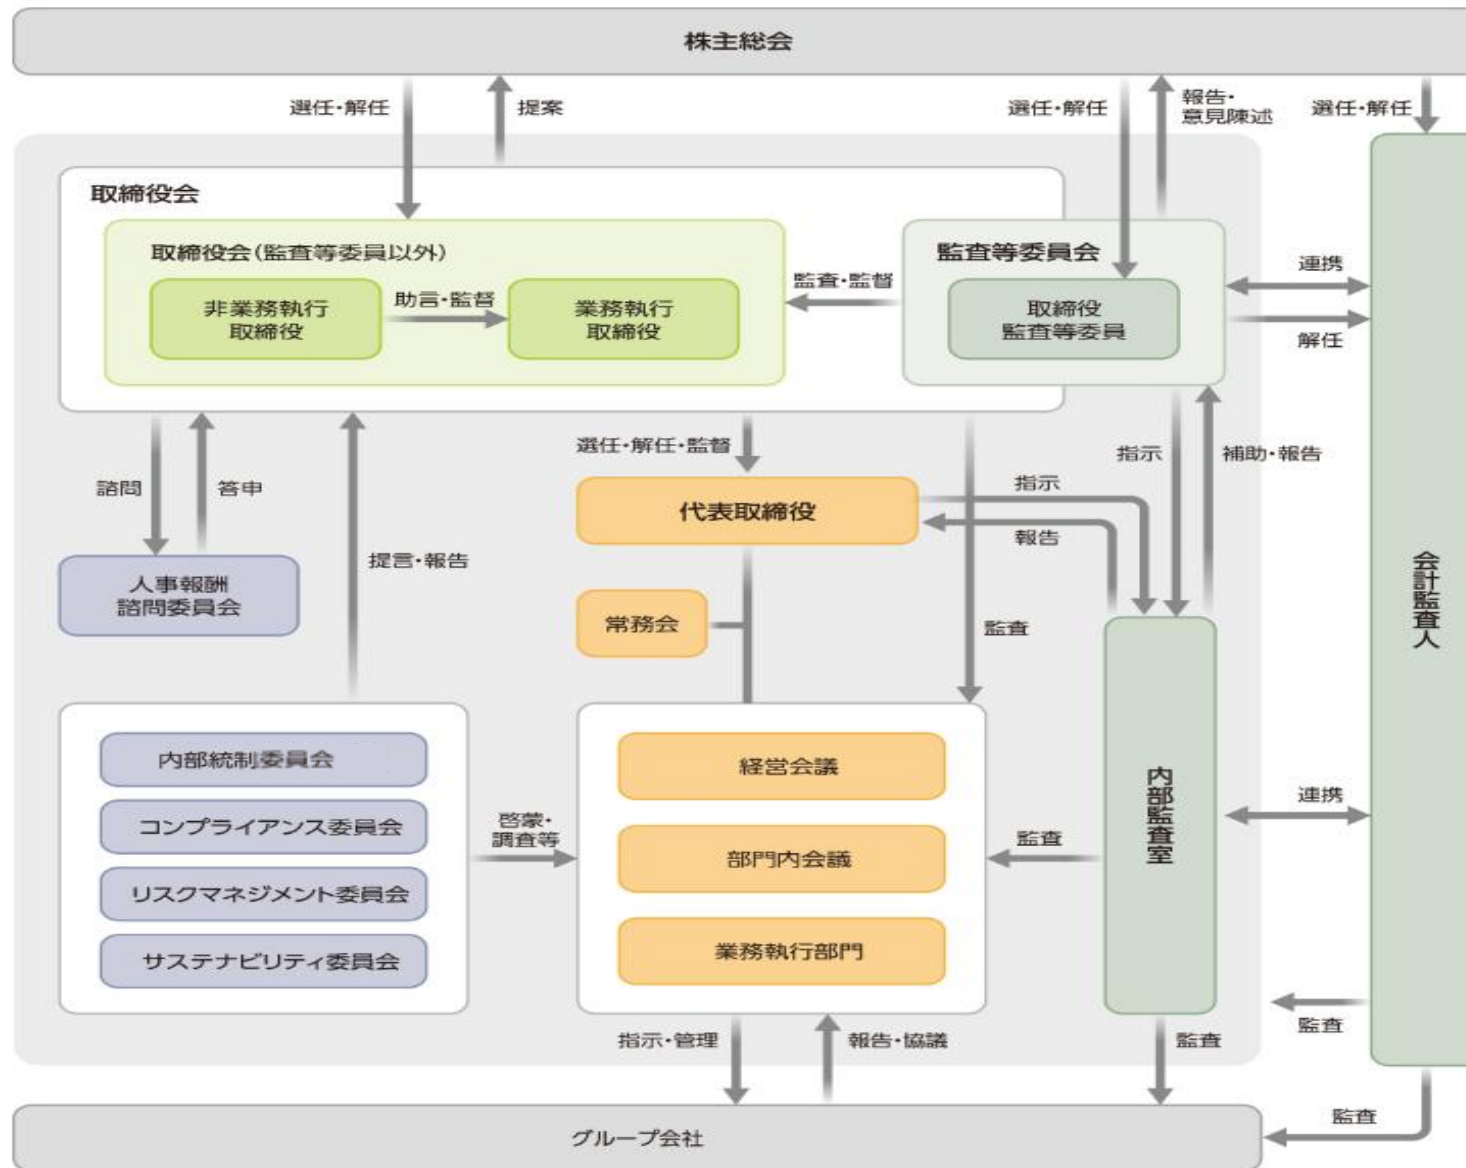 株主総会
選任・解任
提案
選任・解任
報告・
意見陳述
選任・解任
取締役会
取締役会(監査等委員以外)
非業務執行
取締役
助言・監督
業務執行
取締役
監査・監督
監査等委員会
取締役
監査等委員
連携
解任
諮問
答申
提言・報告
選任・解任・監督
監査
指示
補助・報告
代表取締役
指示
報告
人事報酬
諮問委員会
常務会
会計監査人
内部統制委員会
コンプライアンス委員会
リスクマネジメント委員会
サステナビリティ委員会
啓蒙・
調査等
経営会議
部門内会議
業務執行部門
監査
内部監査室
連携
監査
指示・管理
報告・協議
監査
監査
グループ会社